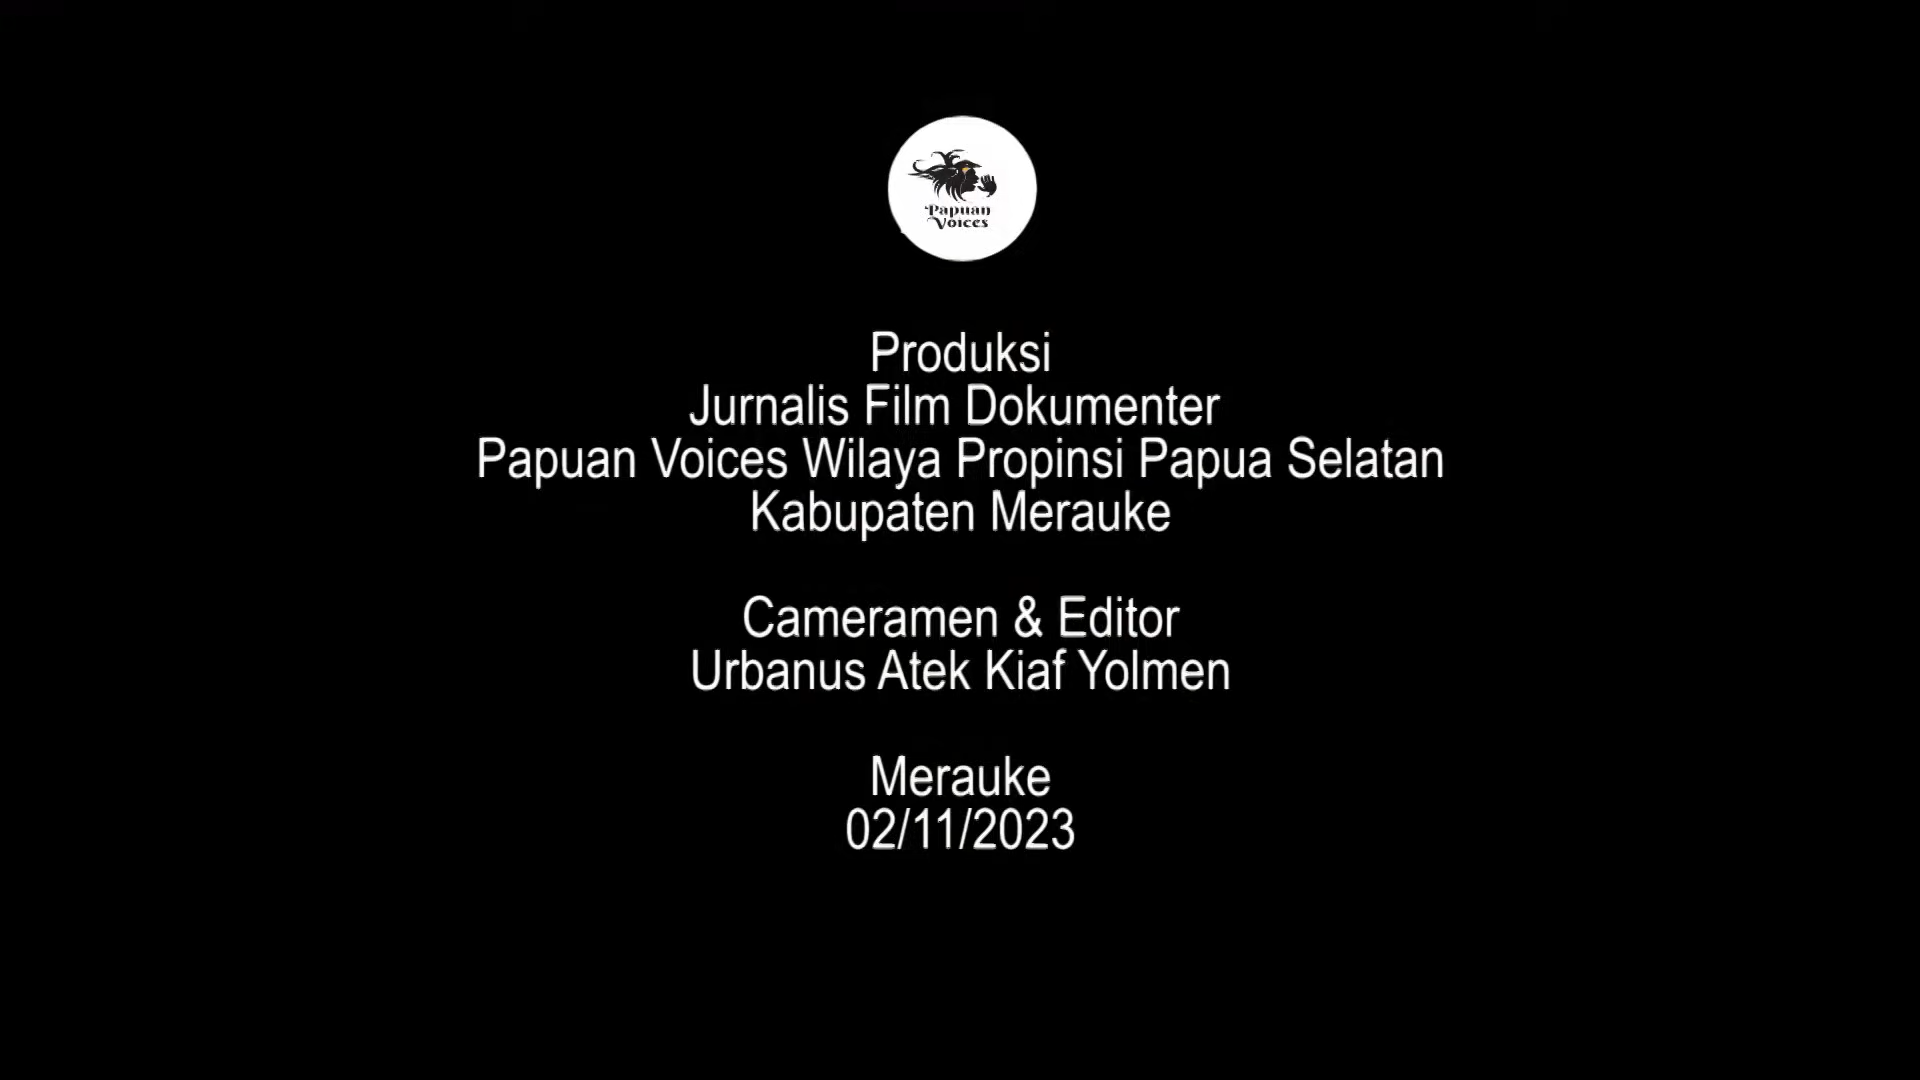 Papuan
Voices
Produksi
Jurnalis Film Dokumenter
Papuan Voices Wilaya Propinsi Papua Selatan
Kabupaten Merauke
Cameramen & Editor
Urbanus Atek Kiaf Yolmen
Merauke
02/11/2023